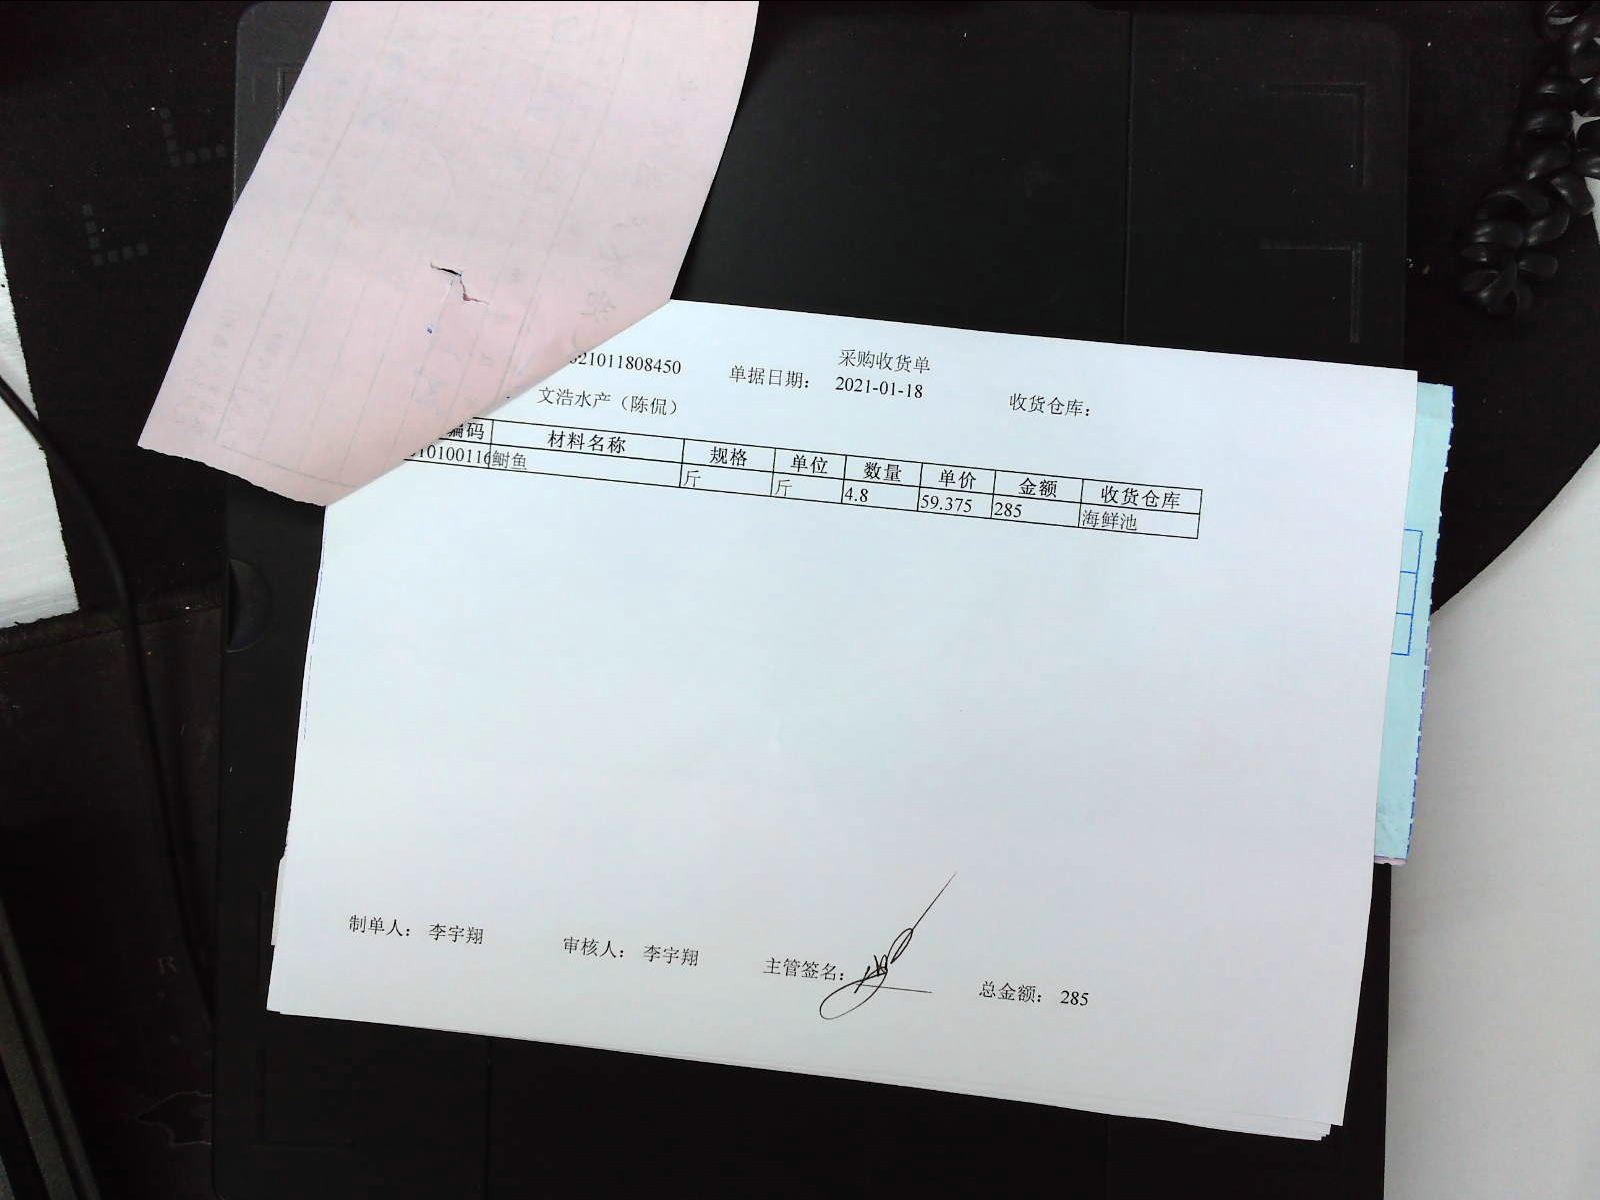 采购收货单
21011808450 单据日期: 2021-01-18 收货仓库:
文浩水产（陈侃）
编码 材料名称 规格 单位 数量 单价 金额 收货仓库
1010011 鲥鱼 斤 斤 4.8 59.375 285 海鲜池
制单人: 李宇翔 审核人: 李宇翔 主管签名: 总金额: 285